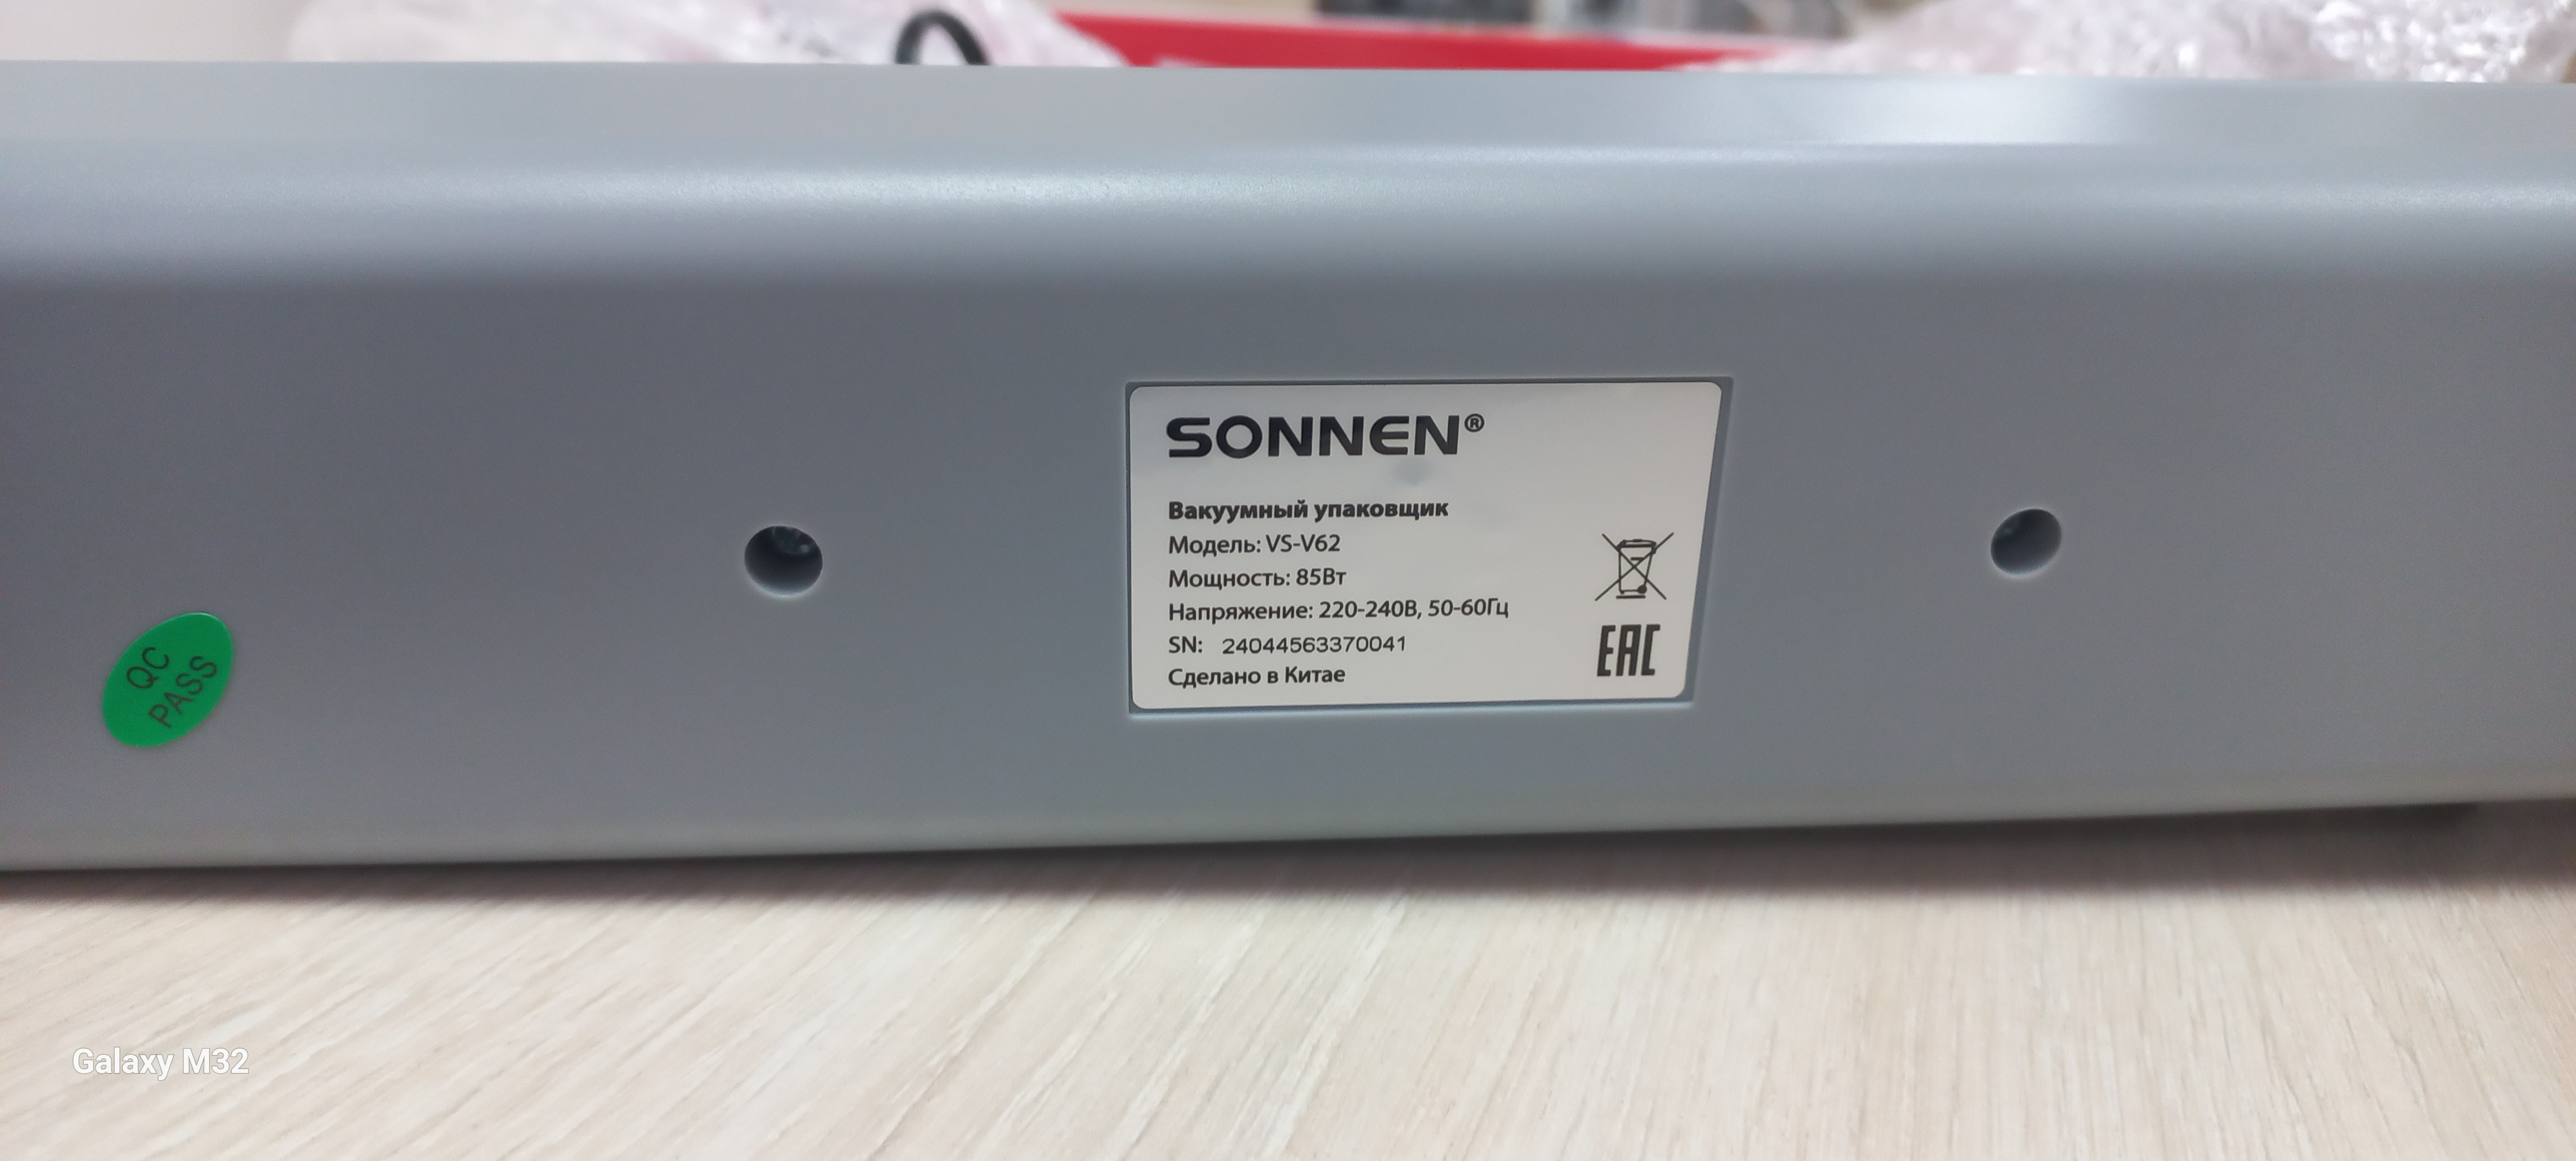 SONNEN®
Вакуумный упаковщик
Модель: VS-V62
Мощность: 85Вт
Напряжение: 220-240В, 50-60Гц
SN: 24044563370041
Сделано в Китае
EAC
QC
PASS
Galaxy M32